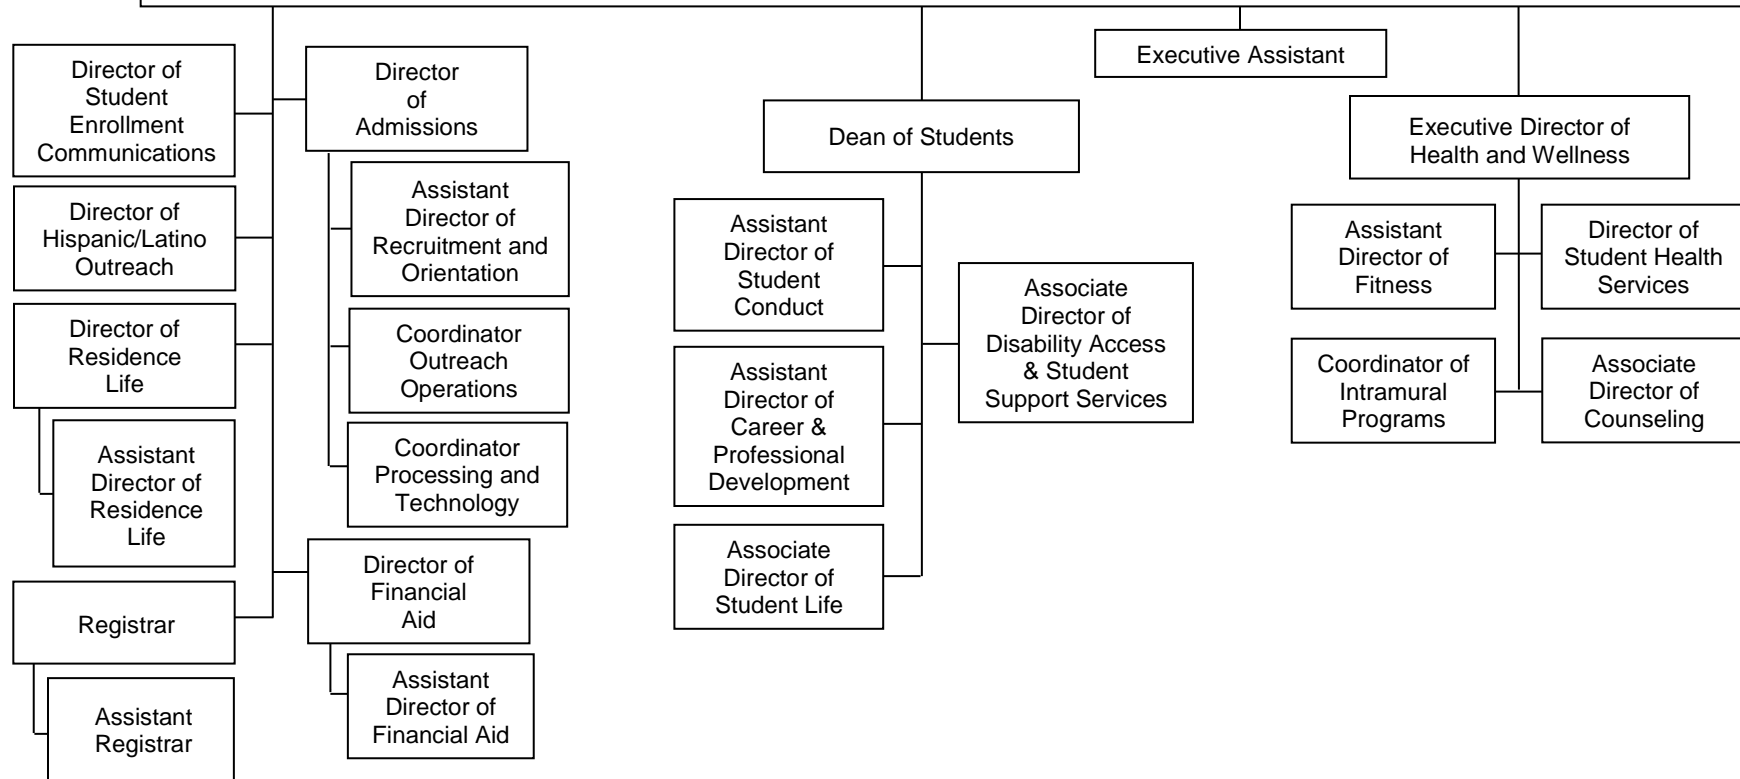 Executive Assistant
Director of
Student
Enrollment
Communications
Director of
Hispanic/Latino
Outreach
Director of
Residence
Life
Assistant
Director of
Residence
Life
Registrar
Assistant
Registrar
Director
of
Admissions
Assistant
Director of
Recruitment and
Orientation
Coordinator
Outreach
Operations
Coordinator
Processing and
Technology
Director of
Financial
Aid
Assistant
Director of
Financial Aid
Dean of Students
Assistant
Director of
Student
Conduct
Assistant
Director of
Career &
Professional
Development
Associate
Director of
Student Life
Associate
Director of
Disability Access
& Student
Support Services
Executive Director of
Health and Wellness
Assistant
Director of
Fitness
Director of
Student Health
Services
Coordinator of
Intramural
Programs
Associate
Director of
Counseling